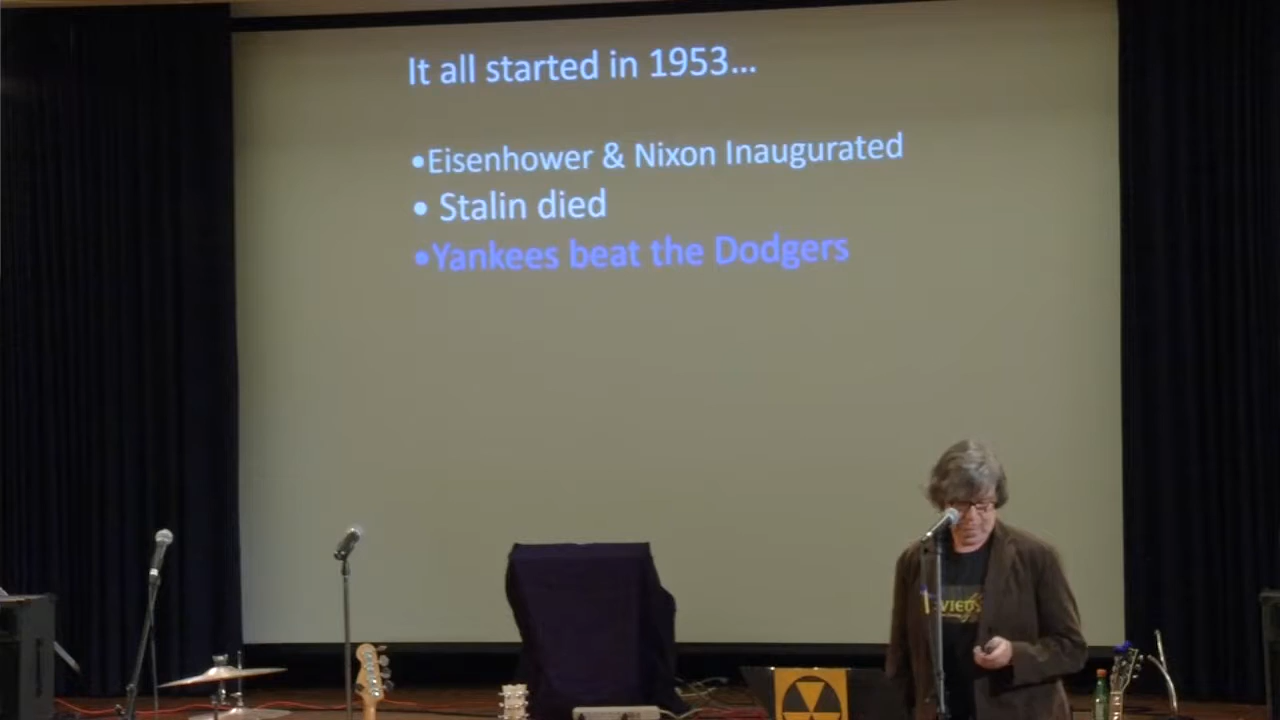 It all started in 1953...
•Eisenhower & Nixon Inaugurated
• Stalin died
•Yankees beat the Dodgers